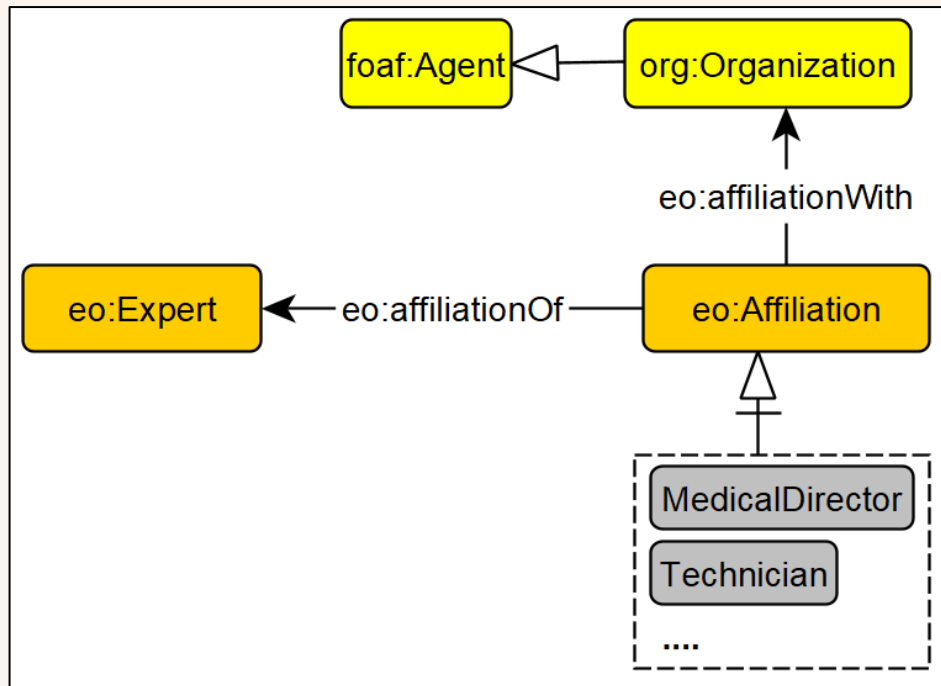 foaf:Agent
org:Organization
eo:affiliationWith
eo:Expert
eo:affiliationOf
eo:Affiliation
MedicalDirector
Technician
....